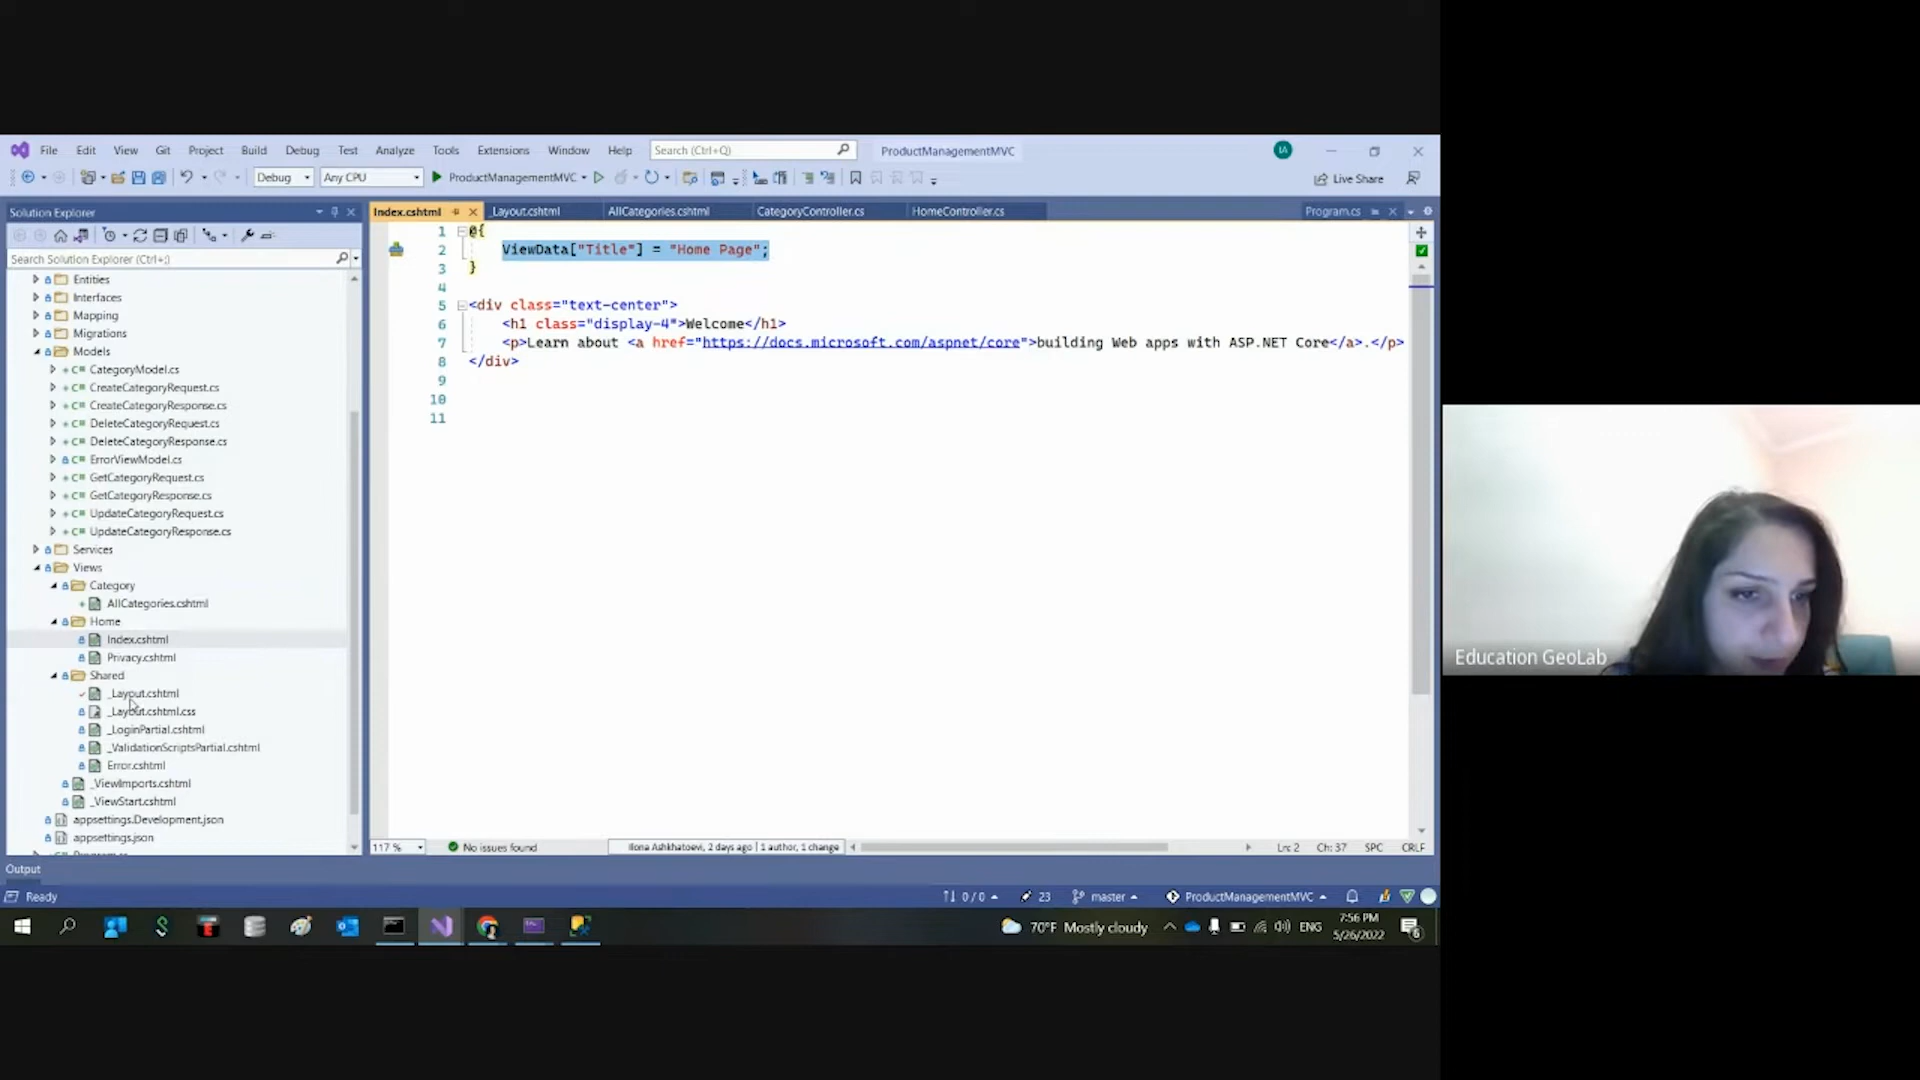 File Edit View Git Project Build Debug Test Analyze Tools Extensions Window Help Search (Ctrl+Q) ProductManagementMVC IA
Debug Any CPU ProductManagementMVC Live Share
Solution Explorer
Index.cshtml _Layout.cshtml AllCategories.cshtml CategoryController.cs HomeController.cs Program.cs
Search Solution Explorer (Ctrl+;)
Entities
Interfaces
Mapping
Migrations
Models
CategoryModel.cs
CreateCategoryRequest.cs
CreateCategoryResponse.cs
DeleteCategoryRequest.cs
DeleteCategoryResponse.cs
ErrorViewModel.cs
GetCategoryRequest.cs
GetCategoryResponse.cs
UpdateCategoryRequest.cs
UpdateCategoryResponse.cs
Services
Views
Category
AllCategories.cshtml
Home
Index.cshtml
Privacy.cshtml
Shared
_Layout.cshtml
_Layout.cshtml.css
_LoginPartial.cshtml
_ValidationScriptsPartial.cshtml
Error.cshtml
_ViewImports.cshtml
_ViewStart.cshtml
appsettings.Development.json
appsettings.json
1 @{
2 ViewData["Title"] = "Home Page";
3 }
4
5 <div class="text-center">
6 <h1 class="display-4">Welcome</h1>
7 <p>Learn about <a href="https://docs.microsoft.com/aspnet/core">building Web apps with ASP.NET Core</a>.</p>
8 </div>
9
10
11
117 % No issues found Ilona Ashkhatoevi, 2 days ago | 1 author, 1 change Ln: 2 Ch: 37 SPC CRLF
Output
Ready 0 / 0 23 master ProductManagementMVC
70°F Mostly cloudy ENG 7:56 PM
5/26/2022 6
Education GeoLab